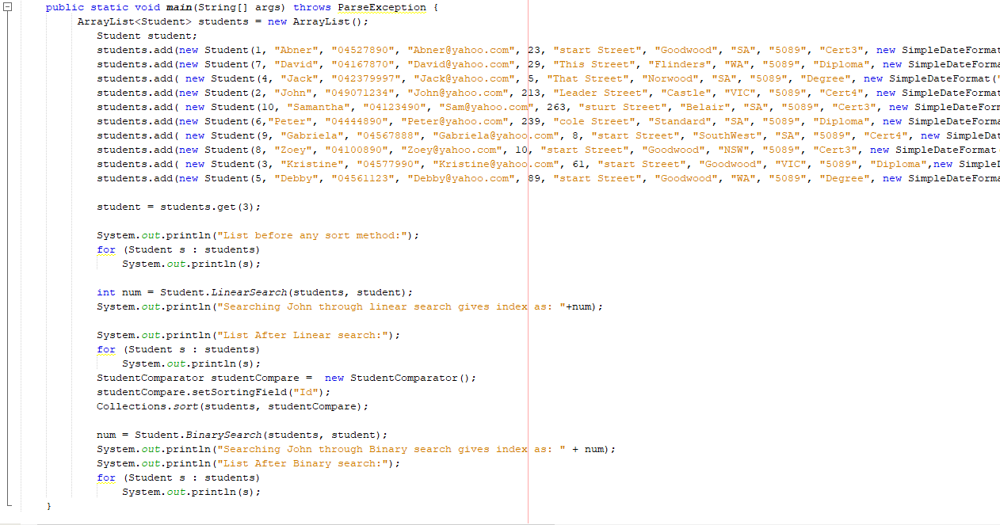 public static void main(String[] args) throws ParseException {
ArrayList<Student> students = new ArrayList();
Student student;
students.add(new Student(1, "Abner", "04527890", "Abner@yahoo.com", 23, "start Street", "Goodwood", "SA", "5089", "Cert3", new SimpleDateFormat
students.add(new Student(7, "David", "04167870", "David@yahoo.com", 29, "This Street", "Flinders", "WA", "5089", "Diploma", new SimpleDateForma
students.add( new Student(4, "Jack", "042379997", "Jack@yahoo.com", 5, "That Street", "Norwood", "SA", "5089", "Degree", new SimpleDateFormat("
students.add(new Student(2, "John", "049071234", "John@yahoo.com", 213, "Leader Street", "Castle", "VIC", "5089", "Cert4", new SimpleDateFormat
students.add( new Student(10, "Samantha", "04123490", "Sam@yahoo.com", 263, "sturt Street", "Belair", "SA", "5089", "Cert3", new SimpleDateFor
students.add(new Student(6,"Peter", "04444890", "Peter@yahoo.com", 239, "cole Street", "Standard", "SA", "5089", "Diploma", new SimpleDateForma
students.add( new Student(9, "Gabriela", "04567888", "Gabriela@yahoo.com", 8, "start Street", "SouthWest", "SA", "5089", "Cert4", new SimpleDat
students.add(new Student(8, "Zoey", "04100890", "Zoey@yahoo.com", 10, "start Street", "Goodwood", "NSW", "5089", "Cert3", new SimpleDateFormat(
students.add( new Student(3, "Kristine", "04577990", "Kristine@yahoo.com", 61, "start Street", "Goodwood", "VIC", "5089", "Diploma",new SimpleD
students.add(new Student(5, "Debby", "04561123", "Debby@yahoo.com", 89, "start Street", "Goodwood", "WA", "5089", "Degree", new SimpleDateForma
student = students.get(3);
System.out.println("List before any sort method:");
for (Student s : students)
System.out.println(s);
int num = Student.LinearSearch(students, student);
System.out.println("Searching John through linear search gives index as: "+num);
System.out.println("List After Linear search:");
for (Student s : students)
System.out.println(s);
StudentComparator studentCompare =  new StudentComparator();
studentCompare.setSortingField("Id");
Collections.sort(students, studentCompare);
num = Student.BinarySearch(students, student);
System.out.println("Searching John through Binary search gives index as: " + num);
System.out.println("List After Binary search:");
for (Student s : students)
System.out.println(s);
}